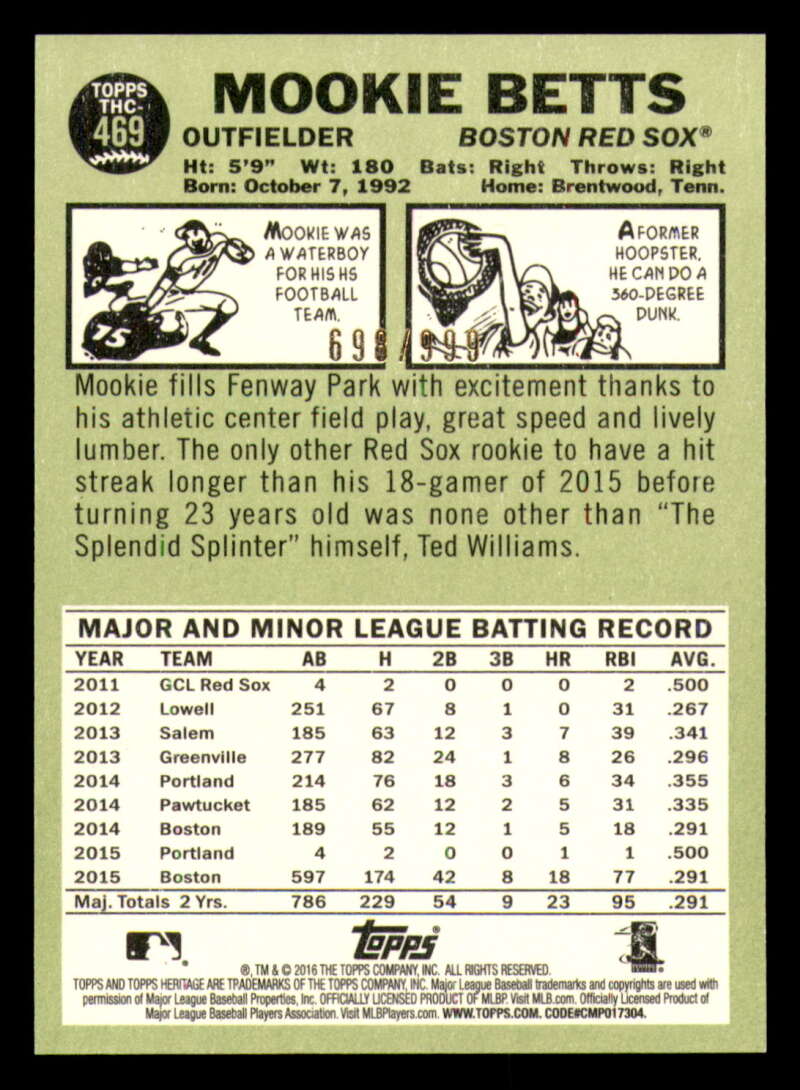 TOPPS
THC-
469
MOOKIE BETTS
OUTFIELDER BOSTON RED SOX®
Ht: 5'9" Wt: 180 Bats: Right Throws: Right
Born: October 7, 1992 Home: Brentwood, Tenn.
MOOKIE WAS
A WATERBOY
FOR HIS HS
FOOTBALL
TEAM.
75
A FORMER
HOOPSTER,
HE CAN DO A
360-DEGREE
DUNK.
698/999
Mookie fills Fenway Park with excitement thanks to
his athletic center field play, great speed and lively
lumber. The only other Red Sox rookie to have a hit
streak longer than his 18-gamer of 2015 before
turning 23 years old was none other than "The
Splendid Splinter" himself, Ted Williams.
MAJOR AND MINOR LEAGUE BATTING RECORD
YEAR TEAM AB H 2B 3B HR RBI AVG.
2011 GCL Red Sox 4 2 0 0 0 2 .500
2012 Lowell 251 67 8 1 0 31 .267
2013 Salem 185 63 12 3 7 39 .341
2013 Greenville 277 82 24 1 8 26 .296
2014 Portland 214 76 18 3 6 34 .355
2014 Pawtucket 185 62 12 2 5 31 .335
2014 Boston 189 55 12 1 5 18 .291
2015 Portland 4 2 0 0 1 1 .500
2015 Boston 597 174 42 8 18 77 .291
Maj. Totals 2 Yrs. 786 229 54 9 23 95 .291
topps®
®, TM & © 2016 THE TOPPS COMPANY, INC. ALL RIGHTS RESERVED.
TOPPS AND TOPPS HERITAGE ARE TRADEMARKS OF THE TOPPS COMPANY, INC. Major League Baseball trademarks and copyrights are used with
permission of Major League Baseball Properties, Inc. OFFICIALLY LICENSED PRODUCT OF MLBP. Visit MLB.com. Officially Licensed Product of
Major League Baseball Players Association. Visit MLBPlayers.com. WWW.TOPPS.COM. CODE#CMP017304.